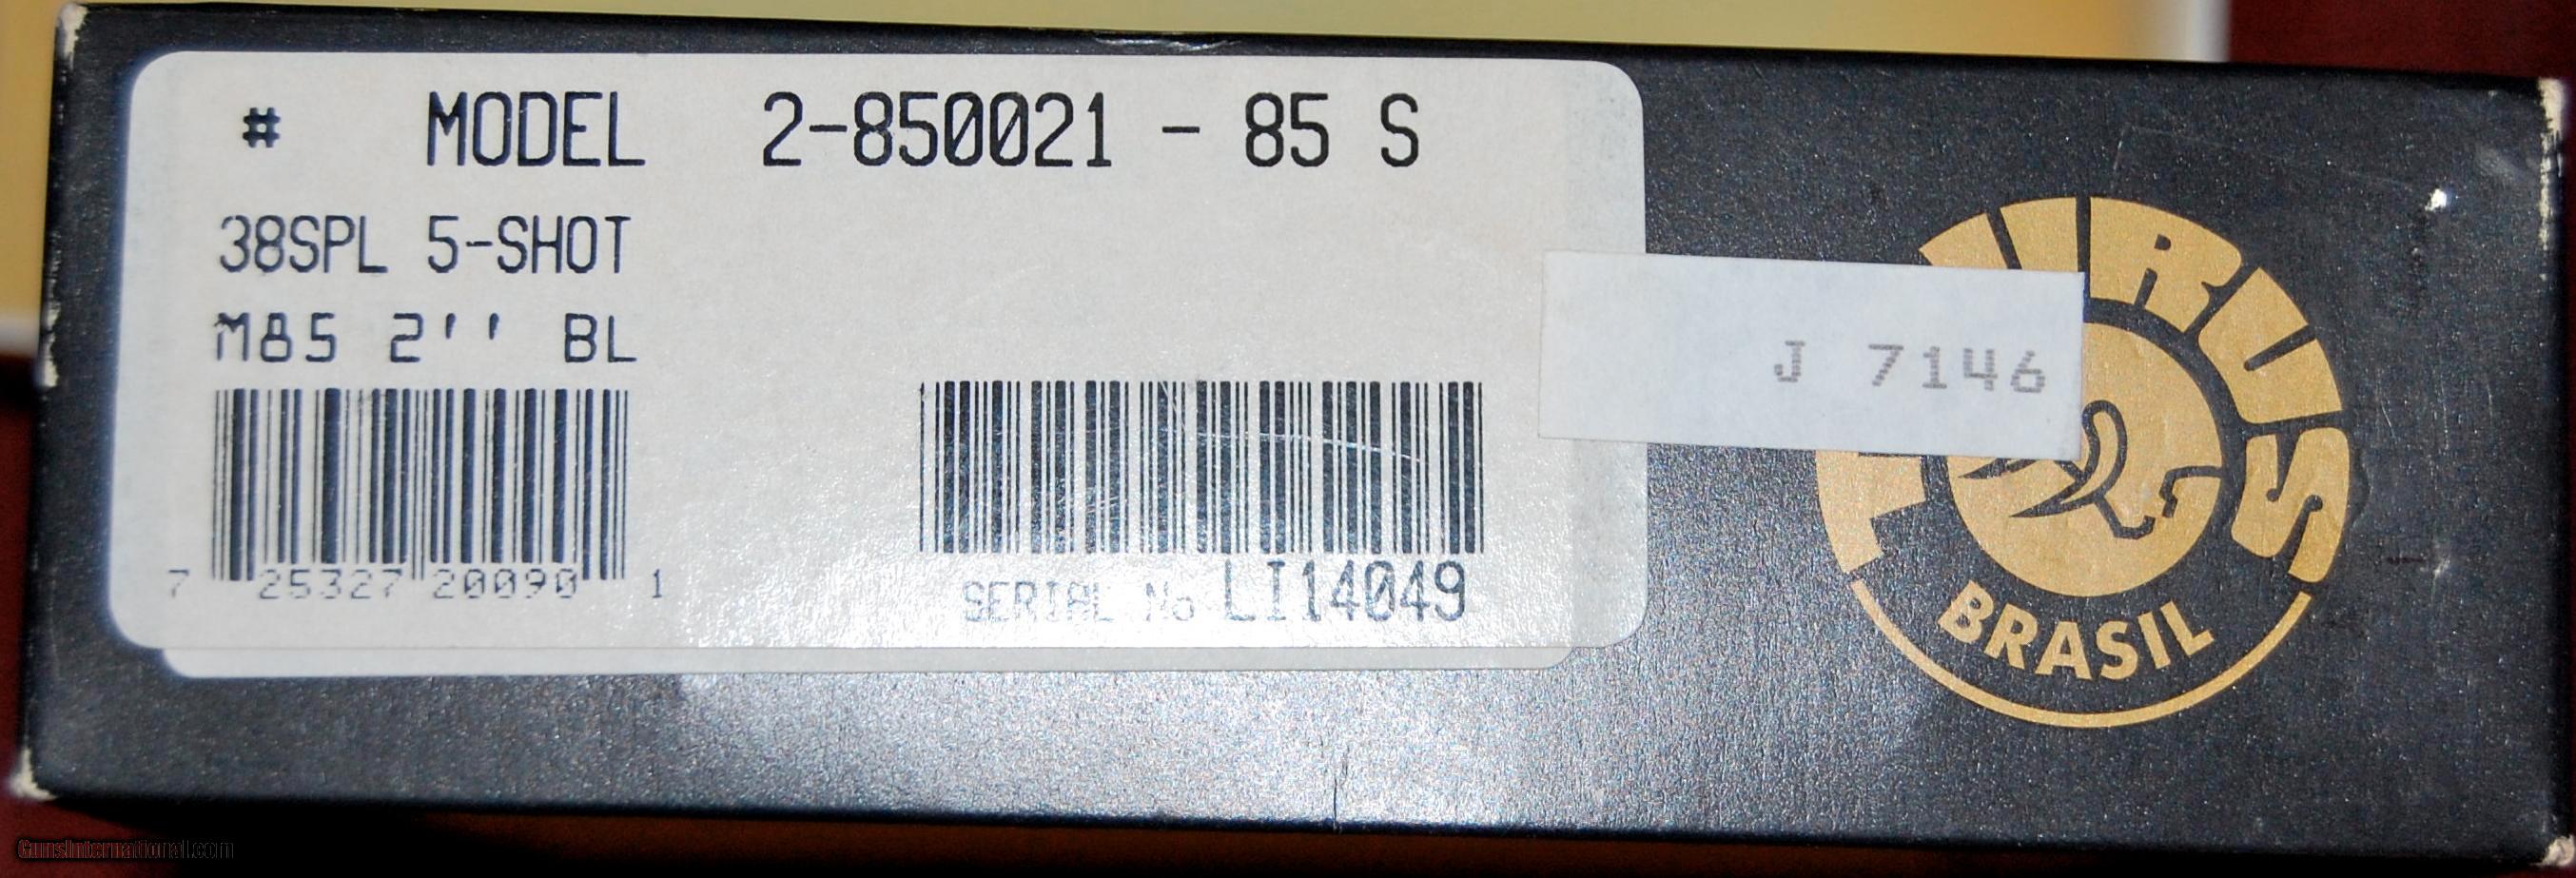 # MODEL 2-850021 - 85 S
38SPL 5-SHOT
M85 2'' BL
7 25327 20090 1
SERIAL No LI14049
J 7146
BRASIL
GunsInternational.com